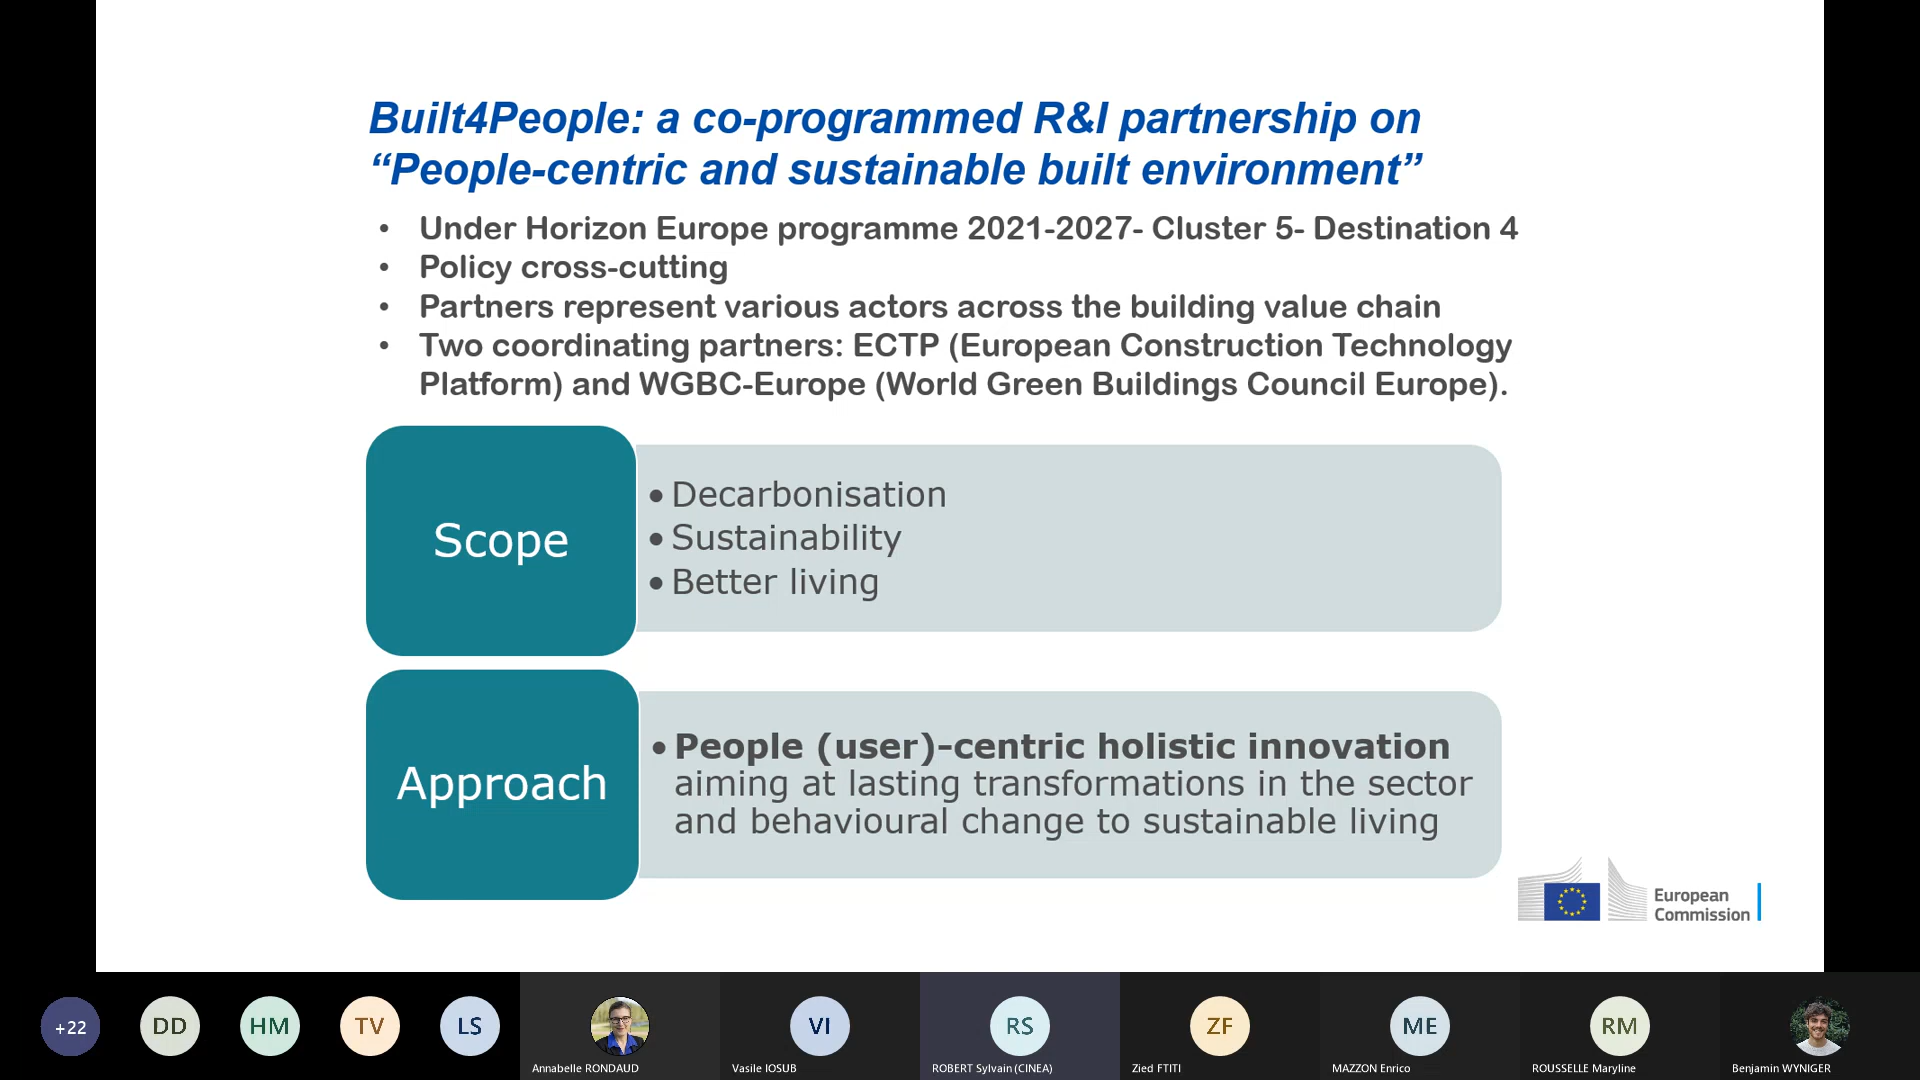 Built4People: a co-programmed R&I partnership on
“People-centric and sustainable built environment”
• Under Horizon Europe programme 2021-2027- Cluster 5- Destination 4
• Policy cross-cutting
• Partners represent various actors across the building value chain
• Two coordinating partners: ECTP (European Construction Technology
Platform) and WGBC-Europe (World Green Buildings Council Europe).
Scope
• Decarbonisation
• Sustainability
• Better living
Approach
• People (user)-centric holistic innovation
aiming at lasting transformations in the sector
and behavioural change to sustainable living
European
Commission
+22
DD
HM
TV
LS
Annabelle RONDAUD
VI
Vasile IOSUB
RS
ROBERT Sylvain (CINEA)
ZF
Zied FTITI
ME
MAZZON Enrico
RM
ROUSSELLE Maryline
Benjamin WYNIGER